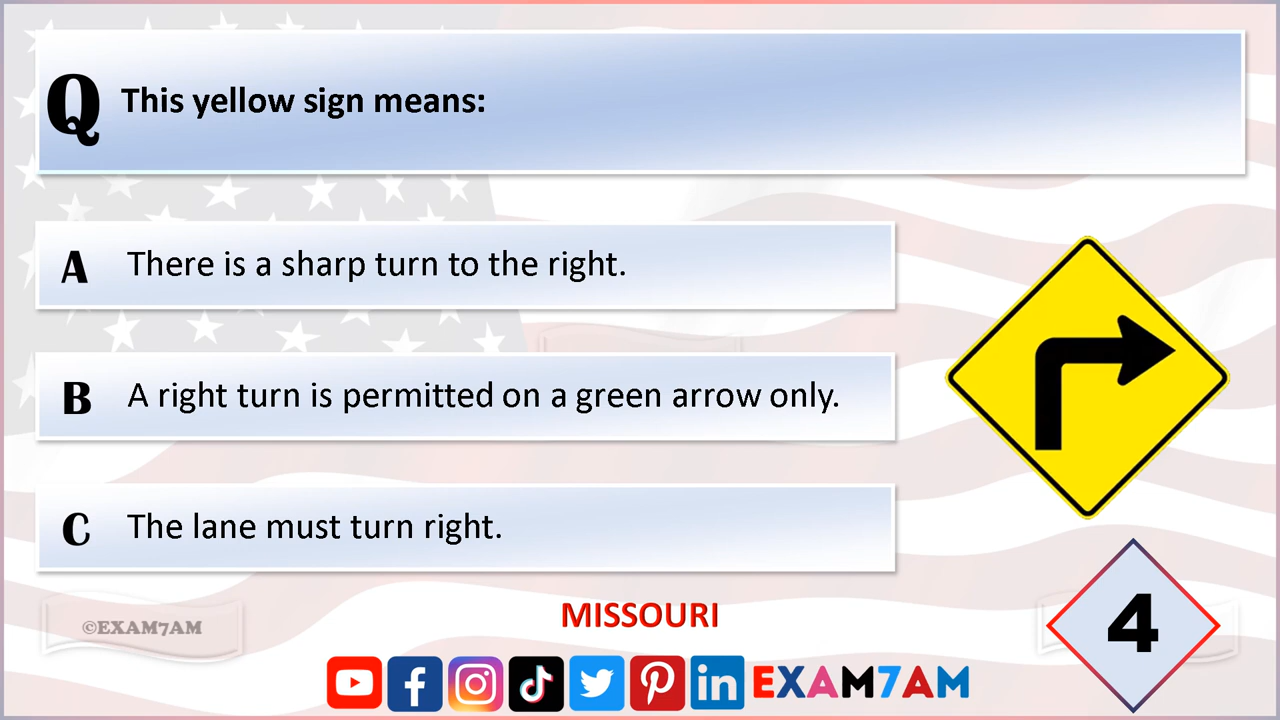 Q This yellow sign means:
A There is a sharp turn to the right.
B A right turn is permitted on a green arrow only.
C The lane must turn right.
MISSOURI
©EXAM7AM
4
EXAM7AM